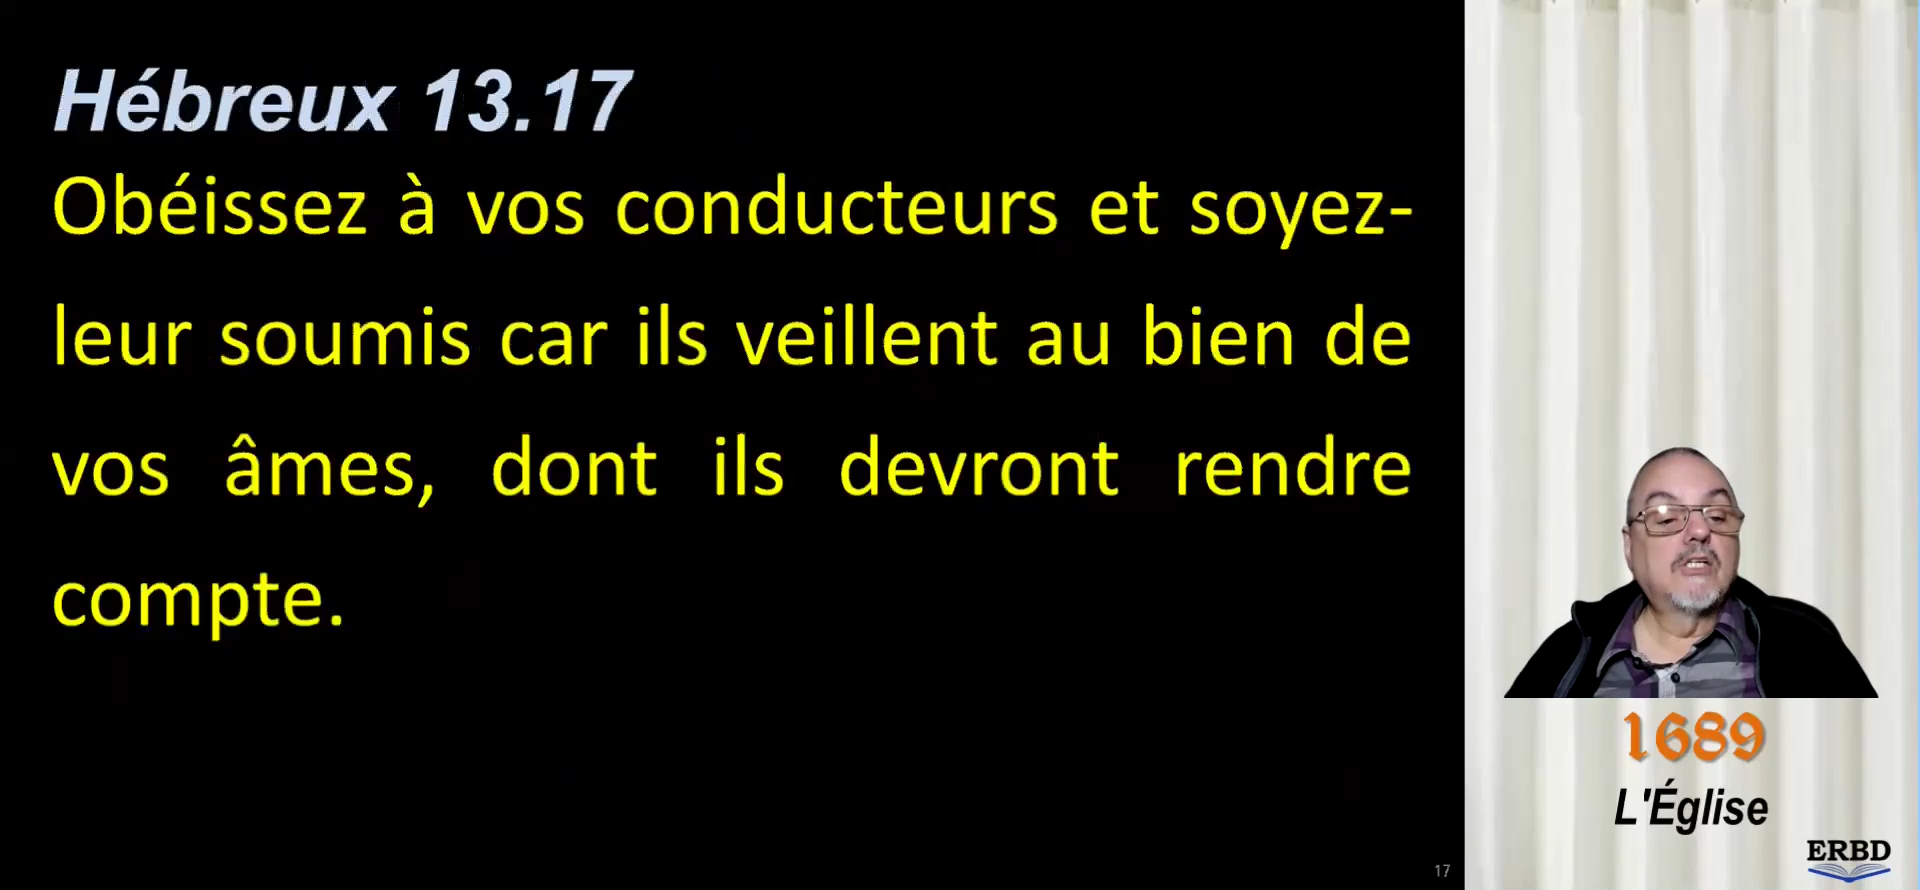 Hébreux 13.17
Obéissez à vos conducteurs et soyez-
leur soumis car ils veillent au bien de
vos âmes, dont ils devront rendre
compte.
17
1689
L'Église
ERBD